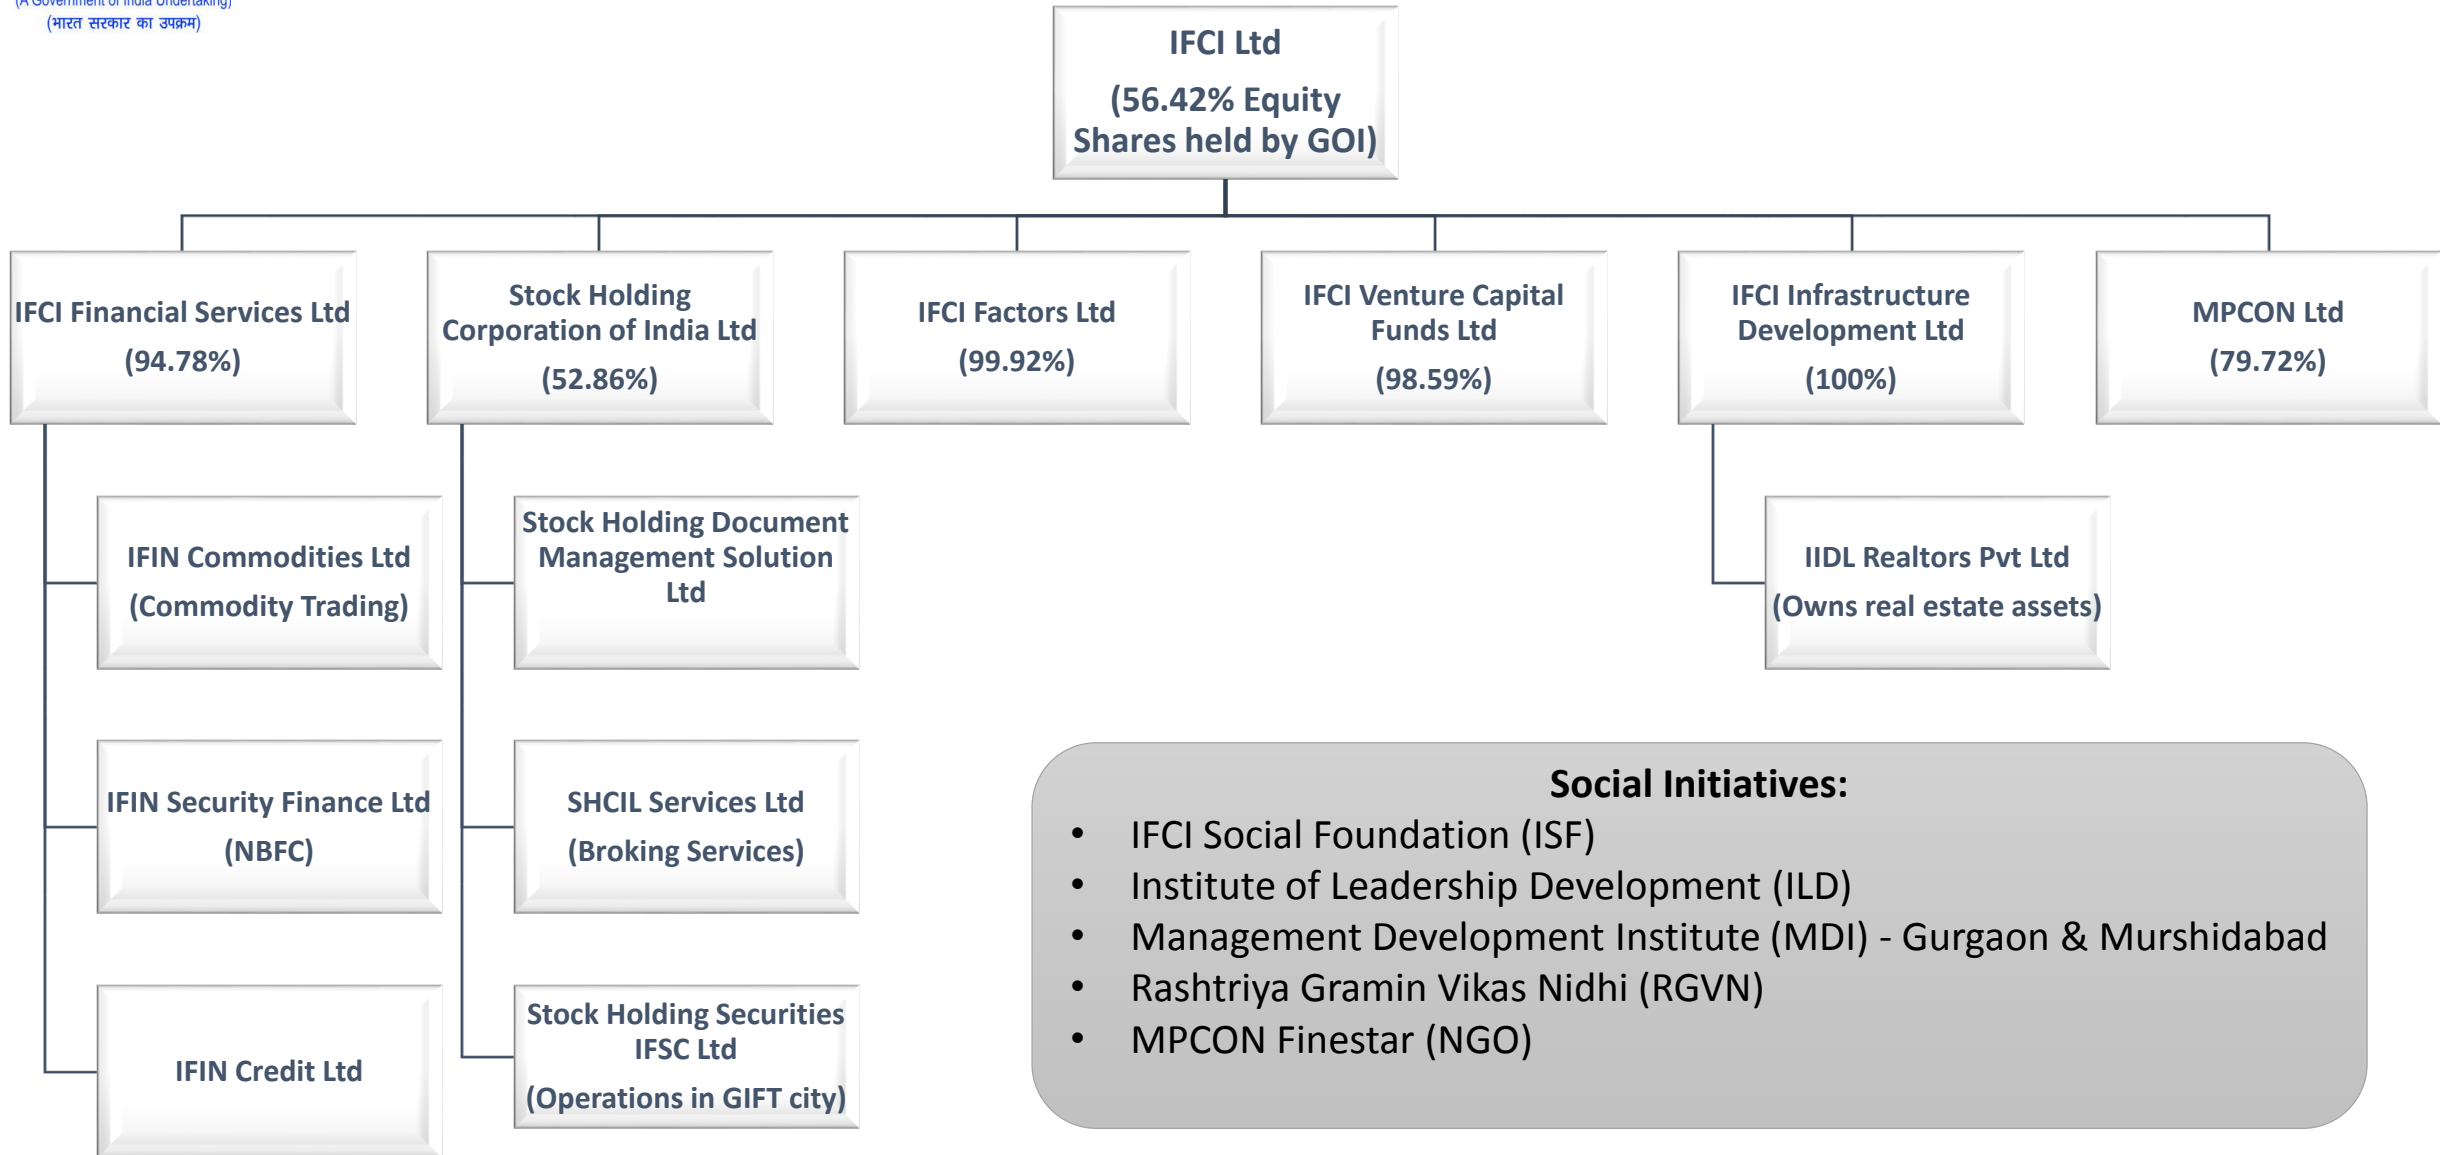 (A Government of India Undertaking)
(भारत सरकार का उपक्रम)
IFCI Ltd
(56.42% Equity
Shares held by GOI)
IFCI Financial Services Ltd
(94.78%)
Stock Holding
Corporation of India Ltd
(52.86%)
IFCI Factors Ltd
(99.92%)
IFCI Venture Capital
Funds Ltd
(98.59%)
IFCI Infrastructure
Development Ltd
(100%)
MPCON Ltd
(79.72%)
IFIN Commodities Ltd
(Commodity Trading)
Stock Holding Document
Management Solution
Ltd
IIDL Realtors Pvt Ltd
(Owns real estate assets)
IFIN Security Finance Ltd
(NBFC)
SHCIL Services Ltd
(Broking Services)
IFIN Credit Ltd
Stock Holding Securities
IFSC Ltd
(Operations in GIFT city)
Social Initiatives:
• IFCI Social Foundation (ISF)
• Institute of Leadership Development (ILD)
• Management Development Institute (MDI) - Gurgaon & Murshidabad
• Rashtriya Gramin Vikas Nidhi (RGVN)
• MPCON Finestar (NGO)